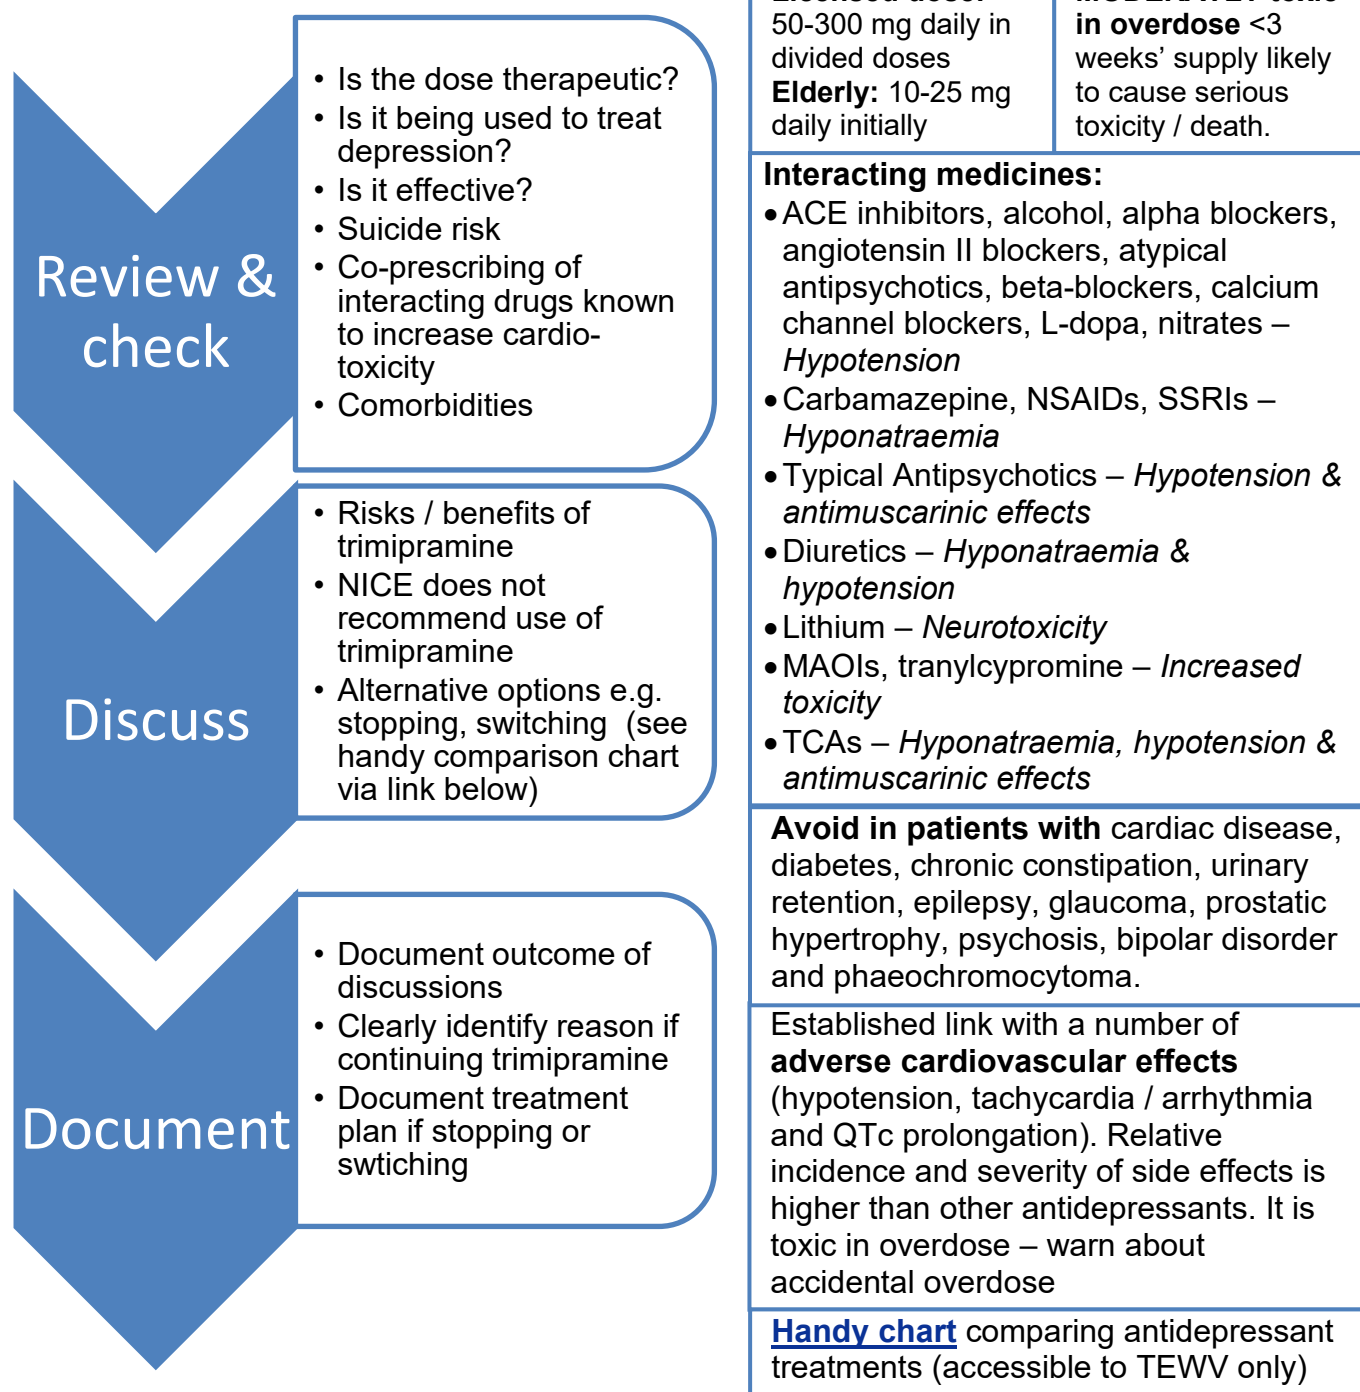 Review &
check
• Is the dose therapeutic?
• Is it being used to treat
depression?
• Is it effective?
• Suicide risk
• Co-prescribing of
interacting drugs known
to increase cardio-
toxicity
• Comorbidities
Discuss
• Risks / benefits of
trimipramine
• NICE does not
recommend use of
trimipramine
• Alternative options e.g.
stopping, switching (see
handy comparison chart
via link below)
Document
• Document outcome of
discussions
• Clearly identify reason if
continuing trimipramine
• Document treatment
plan if stopping or
swtiching
Licensed dose:
50-300 mg daily in
divided doses
Elderly: 10-25 mg
daily initially
MODERATELY toxic
in overdose <3
weeks’ supply likely
to cause serious
toxicity / death.
Interacting medicines:
• ACE inhibitors, alcohol, alpha blockers,
angiotensin II blockers, atypical
antipsychotics, beta-blockers, calcium
channel blockers, L-dopa, nitrates –
Hypotension
• Carbamazepine, NSAIDs, SSRIs –
Hyponatraemia
• Typical Antipsychotics – Hypotension &
antimuscarinic effects
• Diuretics – Hyponatraemia &
hypotension
• Lithium – Neurotoxicity
• MAOIs, tranylcypromine – Increased
toxicity
• TCAs – Hyponatraemia, hypotension &
antimuscarinic effects
Avoid in patients with cardiac disease,
diabetes, chronic constipation, urinary
retention, epilepsy, glaucoma, prostatic
hypertrophy, psychosis, bipolar disorder
and phaeochromocytoma.
Established link with a number of
adverse cardiovascular effects
(hypotension, tachycardia / arrhythmia
and QTc prolongation). Relative
incidence and severity of side effects is
higher than other antidepressants. It is
toxic in overdose – warn about
accidental overdose
Handy chart comparing antidepressant
treatments (accessible to TEWV only)